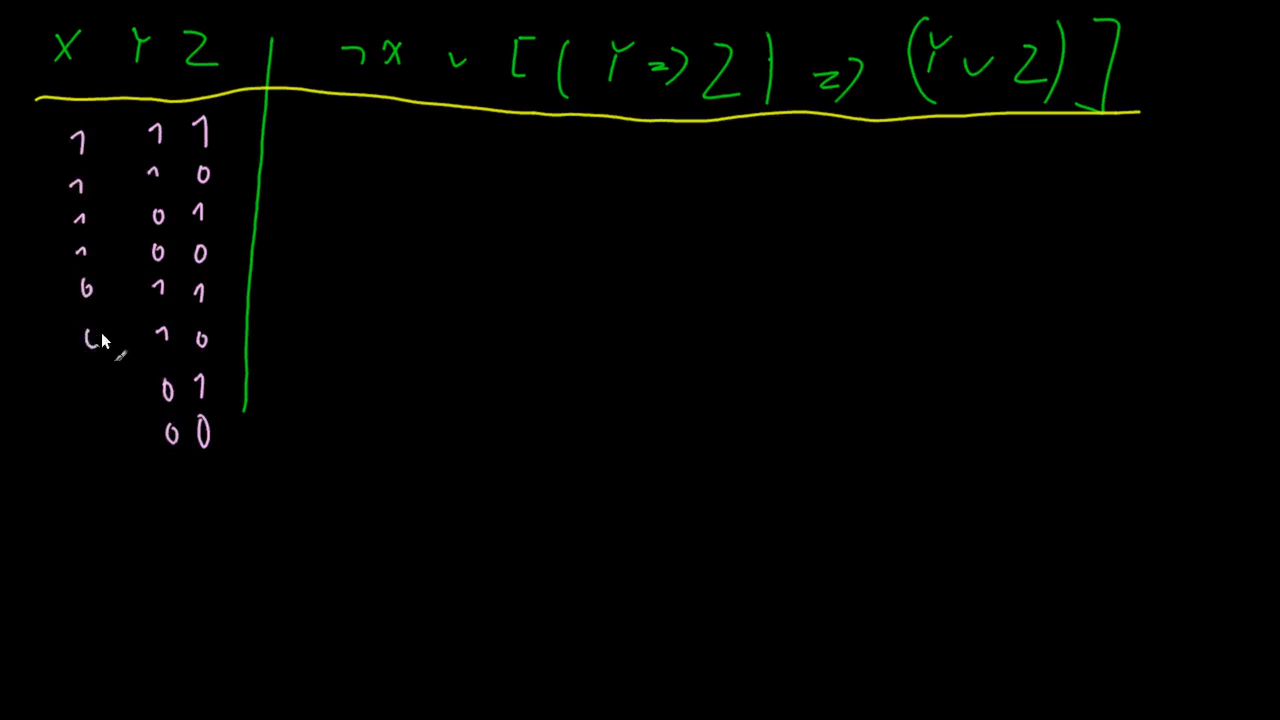 X Y Z ¬X ∨ [(Y ⇒ Z) ⇒ (Y ∨ Z)]
1 1 1
1 1 0
1 0 1
1 0 0
0 1 1
0 1 0
0 1
0 0